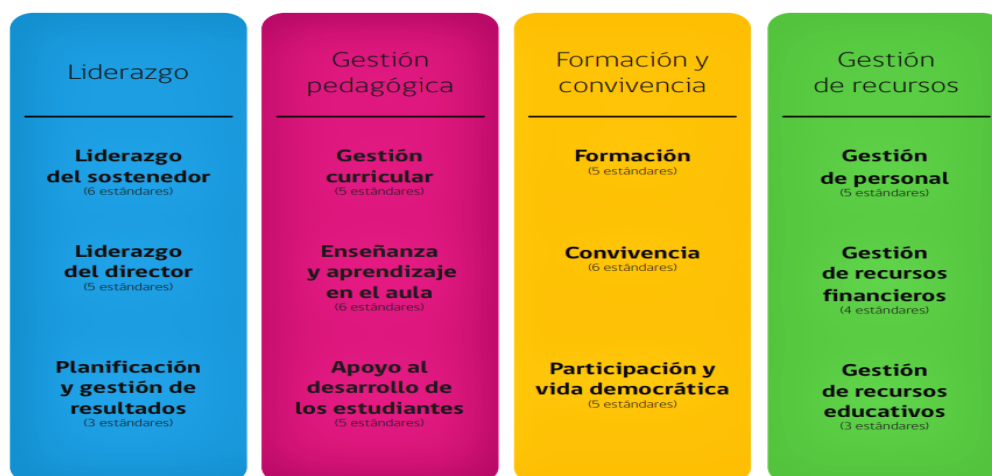 Liderazgo
Liderazgo
del sostenedor
(6 estándares)
Liderazgo
del director
(5 estándares)
Planificación
y gestión de
resultados
(3 estándares)
Gestión
pedagógica
Gestión
curricular
(5 estándares)
Enseñanza
y aprendizaje
en el aula
(6 estándares)
Apoyo al
desarrollo de
los estudiantes
(5 estándares)
Formación y
convivencia
Formación
(5 estándares)
Convivencia
(6 estándares)
Participación y
vida democrática
(5 estándares)
Gestión
de recursos
Gestión
de personal
(5 estándares)
Gestión
de recursos
financieros
(4 estándares)
Gestión
de recursos
educativos
(3 estándares)